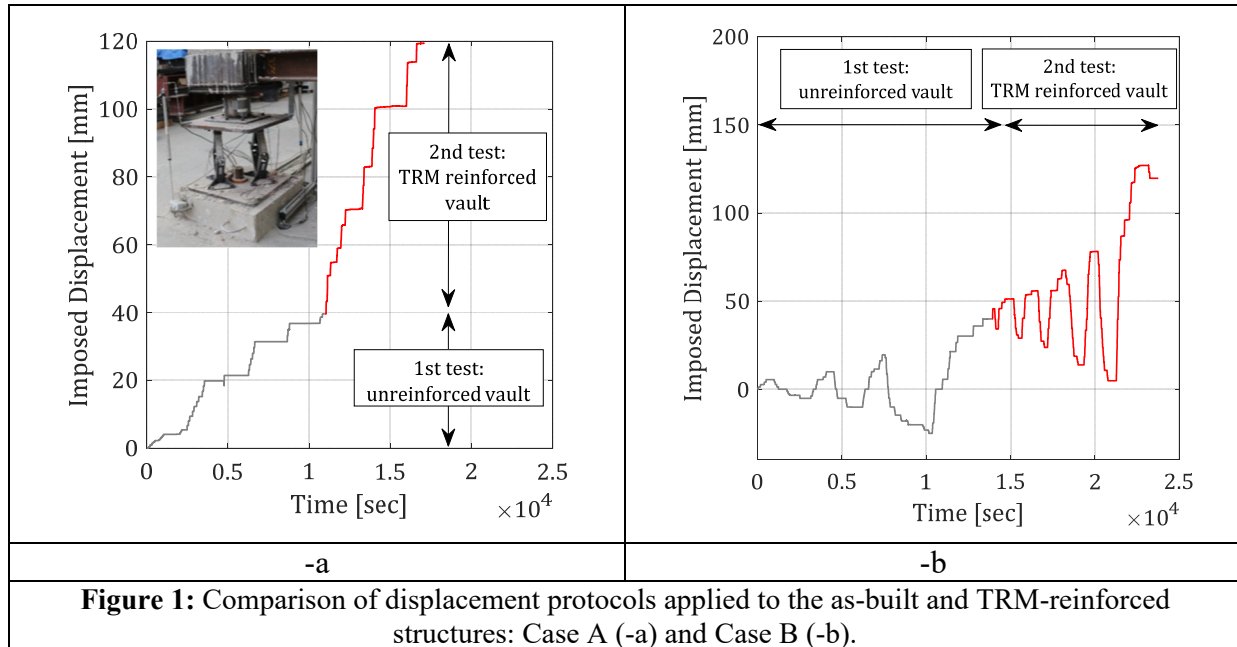 120
100
80
60
40
20
0
Imposed Displacement [mm]
2nd test:
TRM reinforced
vault
1st test:
unreinforced vault
0 0.5 1 1.5 2 2.5
Time [sec]
×10⁴
200
150
100
50
0
Imposed Displacement [mm]
1st test:
unreinforced vault
2nd test:
TRM reinforced vault
0 0.5 1 1.5 2 2.5
Time [sec]
×10⁴
-a
-b
Figure 1: Comparison of displacement protocols applied to the as-built and TRM-reinforced
structures: Case A (-a) and Case B (-b).